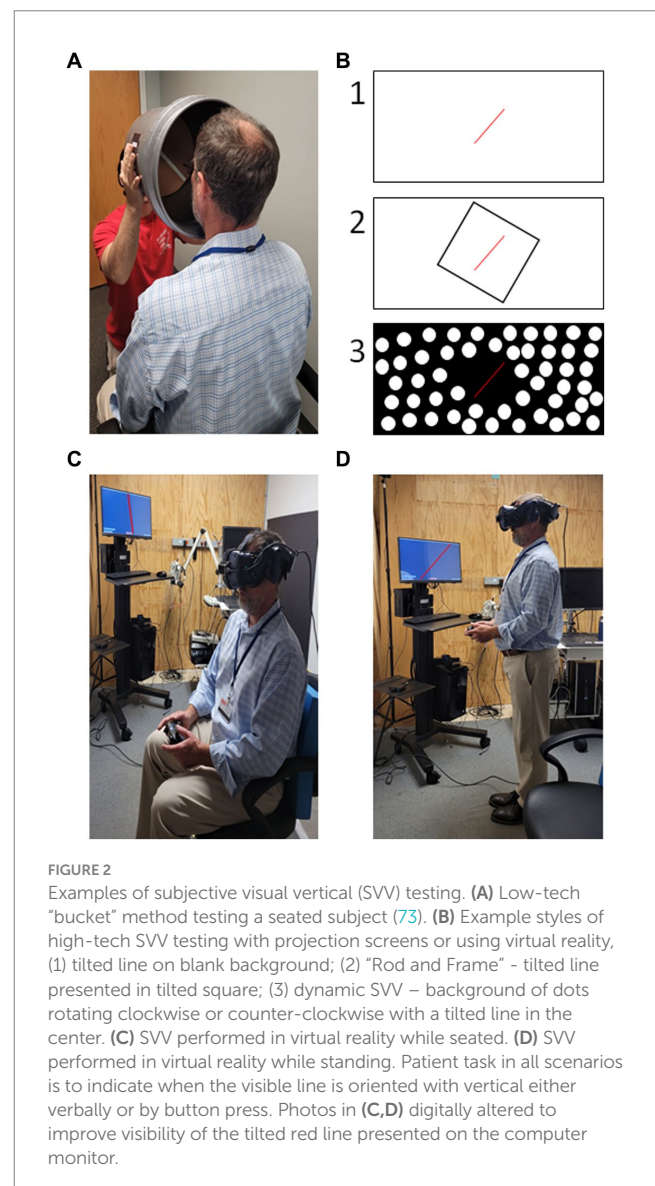 A
B
1
2
3
C
D
FIGURE 2
Examples of subjective visual vertical (SVV) testing. (A) Low-tech
"bucket" method testing a seated subject (73). (B) Example styles of
high-tech SVV testing with projection screens or using virtual reality,
(1) tilted line on blank background; (2) "Rod and Frame" - tilted line
presented in tilted square; (3) dynamic SVV – background of dots
rotating clockwise or counter-clockwise with a tilted line in the
center. (C) SVV performed in virtual reality while seated. (D) SVV
performed in virtual reality while standing. Patient task in all scenarios
is to indicate when the visible line is oriented with vertical either
verbally or by button press. Photos in (C,D) digitally altered to
improve visibility of the tilted red line presented on the computer
monitor.